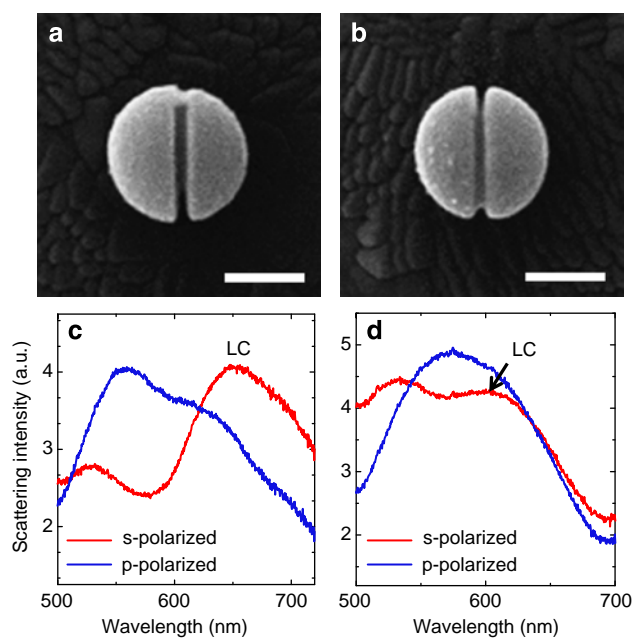 a
b
c
LC
4
3
2
Scattering intensity (a.u.)
s-polarized
p-polarized
500
600
700
Wavelength (nm)
d
LC
5
4
3
2
s-polarized
p-polarized
500
600
700
Wavelength (nm)